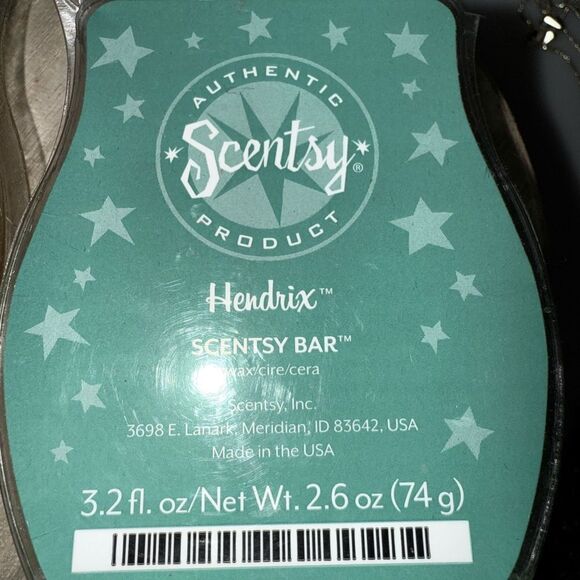 AUTHENTIC
Scentsy®
PRODUCT
Hendrix™
SCENTSY BAR™
wax/cire/cera
Scentsy, Inc.
3698 E. Lanark, Meridian, ID 83642, USA
Made in the USA
3.2 fl. oz/Net Wt. 2.6 oz (74 g)